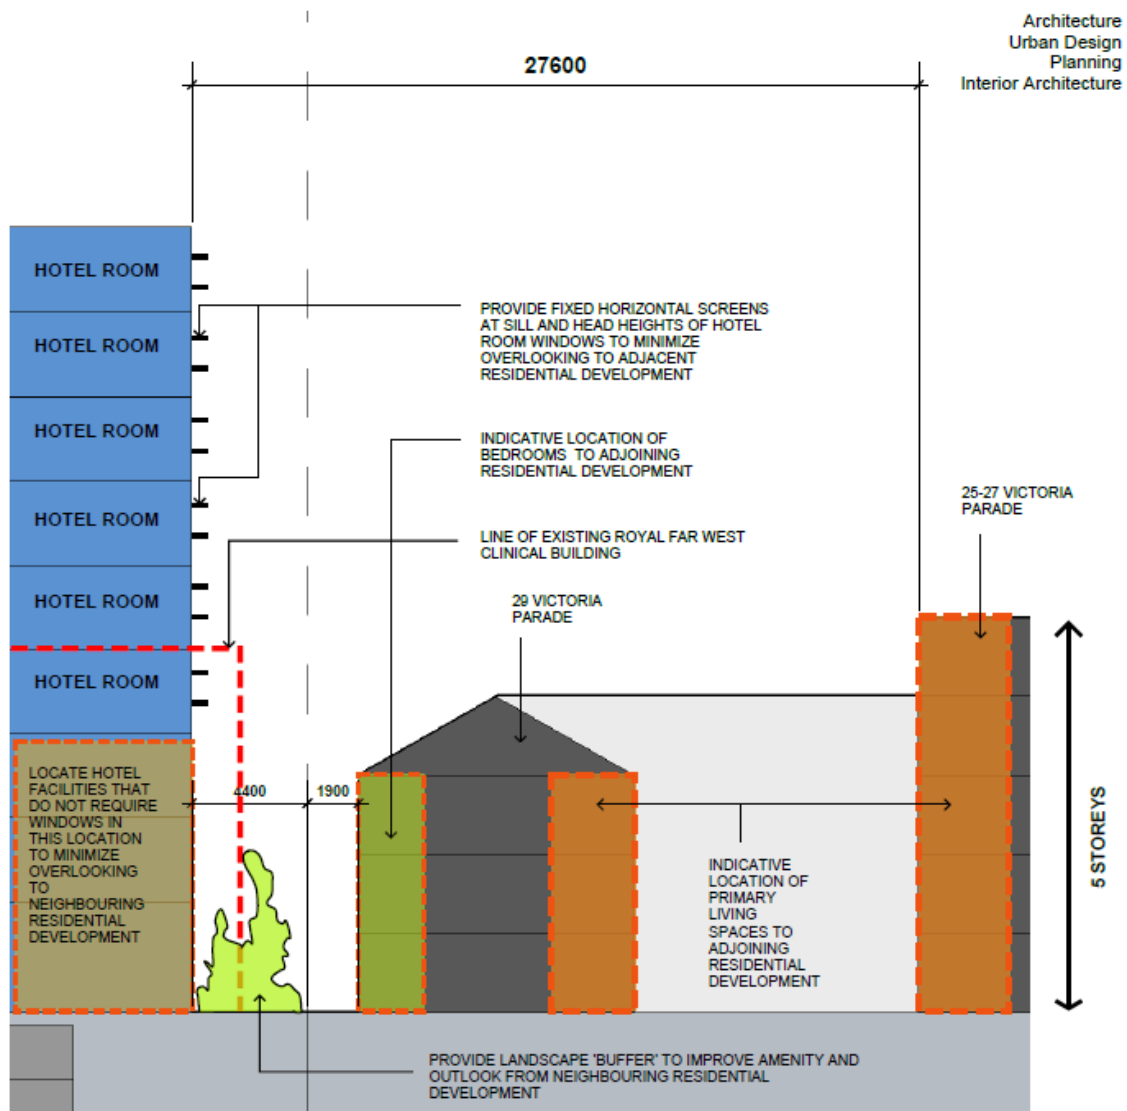 Architecture
Urban Design
Planning
Interior Architecture
27600
HOTEL ROOM
HOTEL ROOM
HOTEL ROOM
HOTEL ROOM
HOTEL ROOM
HOTEL ROOM
PROVIDE FIXED HORIZONTAL SCREENS
AT SILL AND HEAD HEIGHTS OF HOTEL
ROOM WINDOWS TO MINIMIZE
OVERLOOKING TO ADJACENT
RESIDENTIAL DEVELOPMENT
INDICATIVE LOCATION OF
BEDROOMS TO ADJOINING
RESIDENTIAL DEVELOPMENT
LINE OF EXISTING ROYAL FAR WEST
CLINICAL BUILDING
25-27 VICTORIA
PARADE
29 VICTORIA
PARADE
LOCATE HOTEL
FACILITIES THAT
DO NOT REQUIRE
WINDOWS IN
THIS LOCATION
TO MINIMIZE
OVERLOOKING
TO
NEIGHBOURING
RESIDENTIAL
DEVELOPMENT
4400
1900
INDICATIVE
LOCATION OF
PRIMARY
LIVING
SPACES TO
ADJOINING
RESIDENTIAL
DEVELOPMENT
5 STOREYS
PROVIDE LANDSCAPE 'BUFFER' TO IMPROVE AMENITY AND
OUTLOOK FROM NEIGHBOURING RESIDENTIAL
DEVELOPMENT